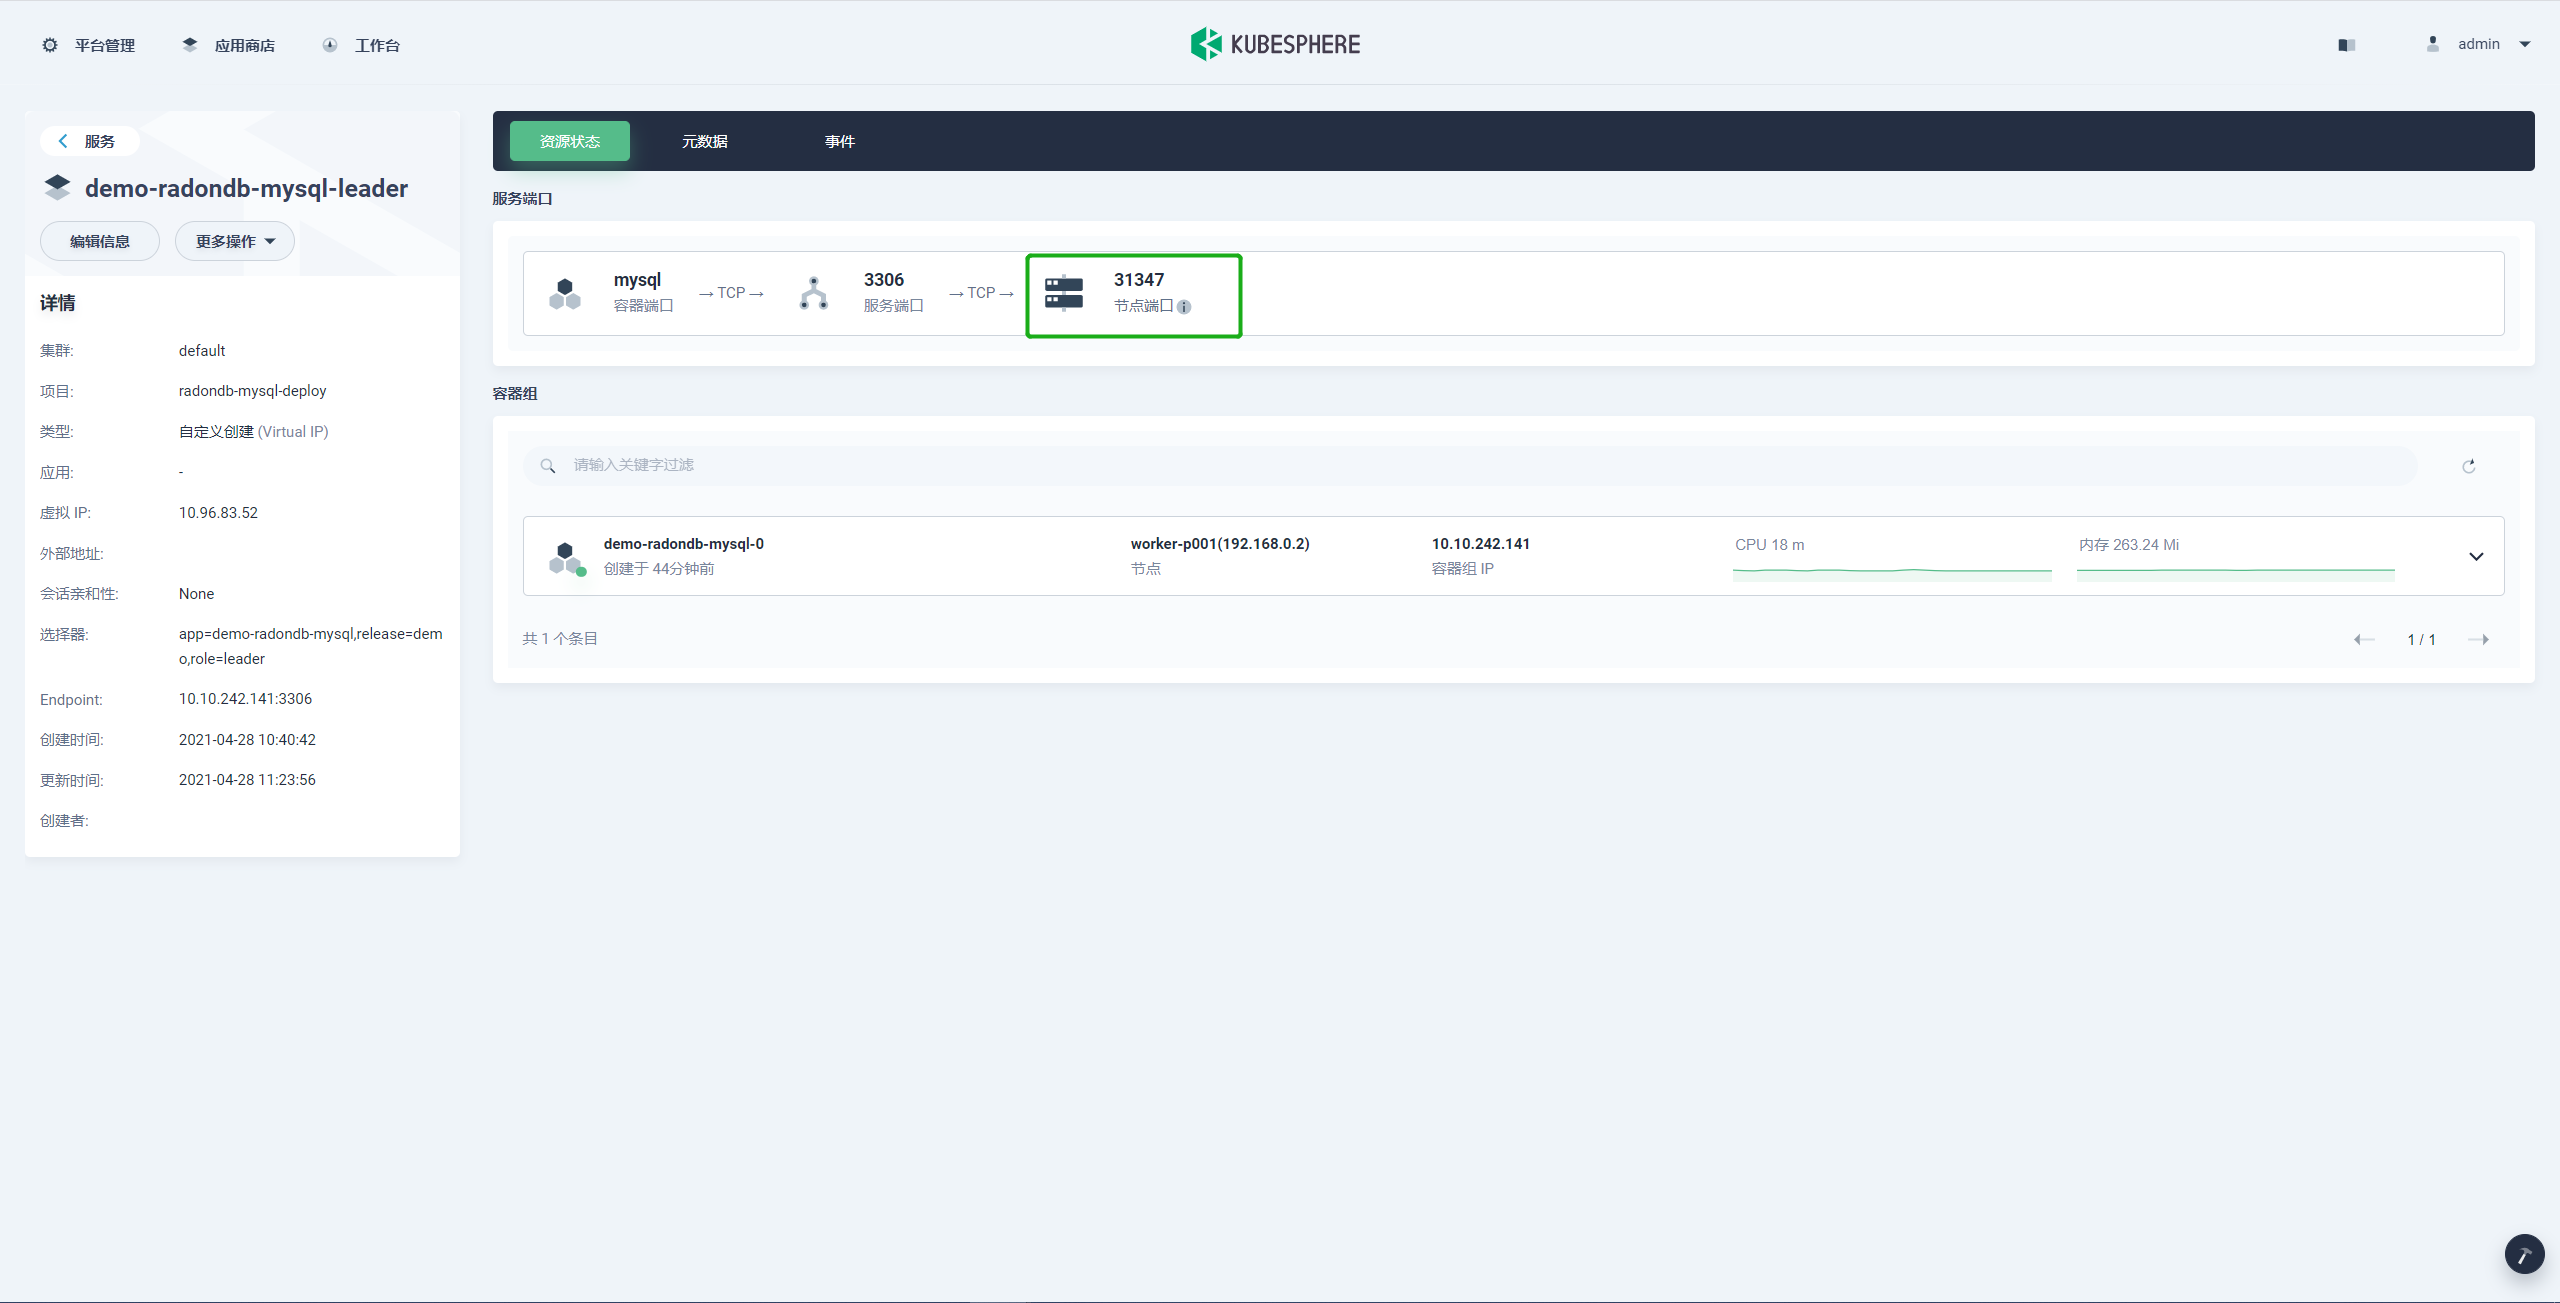 平台管理
应用商店
工作台
KUBESPHERE
admin
服务
demo-radondb-mysql-leader
编辑信息
更多操作
详情
集群: default
项目: radondb-mysql-deploy
类型: 自定义创建 (Virtual IP)
应用: -
虚拟 IP: 10.96.83.52
外部地址:
会话亲和性: None
选择器: app=demo-radondb-mysql,release=dem
o,role=leader
Endpoint: 10.10.242.141:3306
创建时间: 2021-04-28 10:40:42
更新时间: 2021-04-28 11:23:56
创建者:
资源状态
元数据
事件
服务端口
mysql
容器端口
→ TCP →
3306
服务端口
→ TCP →
31347
节点端口
容器组
请输入关键字过滤
demo-radondb-mysql-0
创建于 44分钟前
worker-p001(192.168.0.2)
节点
10.10.242.141
容器组 IP
CPU 18 m
内存 263.24 Mi
共 1 个条目
1 / 1